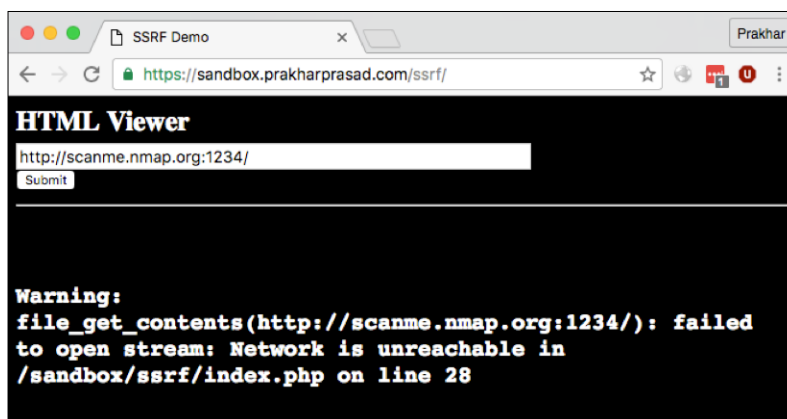 SSRF Demo
Prakhar
https://sandbox.prakharprasad.com/ssrf/
1
HTML Viewer
http://scanme.nmap.org:1234/
Submit
Warning:
file_get_contents(http://scanme.nmap.org:1234/): failed
to open stream: Network is unreachable in
/sandbox/ssrf/index.php on line 28